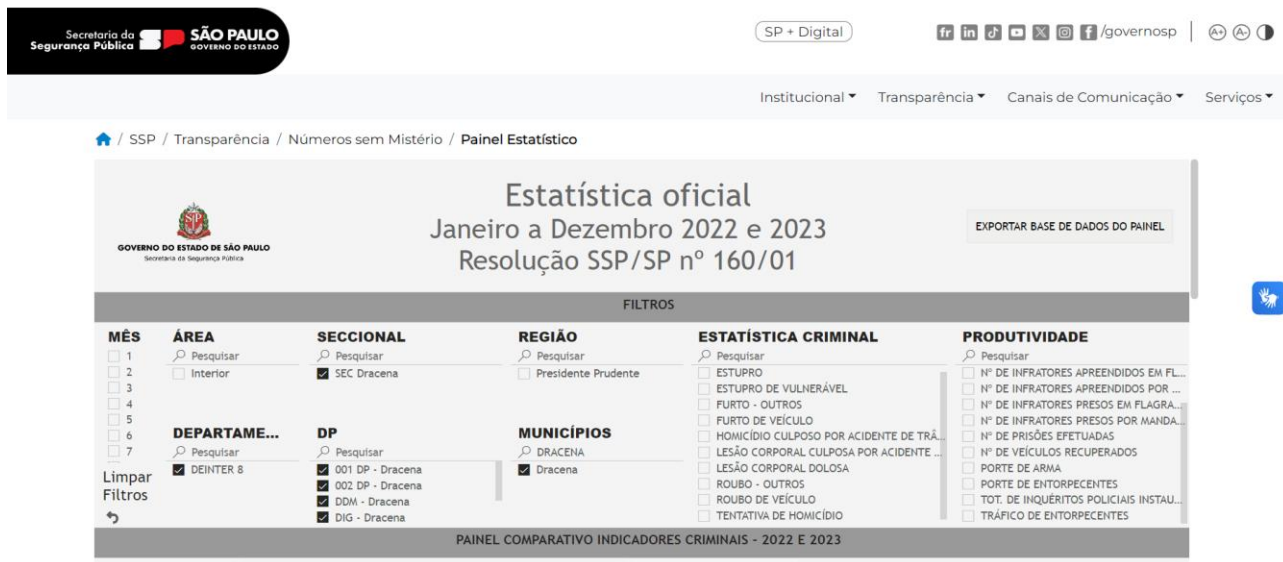 Secretaria da
Segurança Pública
SÃO PAULO
GOVERNO DO ESTADO
SP + Digital
/governosp
A+ A-
Institucional
Transparência
Canais de Comunicação
Serviços
/ SSP / Transparência / Números sem Mistério / Painel Estatístico
GOVERNO DO ESTADO DE SÃO PAULO
Secretaria da Segurança Pública
Estatística oficial
Janeiro a Dezembro 2022 e 2023
Resolução SSP/SP nº 160/01
EXPORTAR BASE DE DADOS DO PAINEL
FILTROS
MÊS
1
2
3
4
5
6
7
Limpar
Filtros
ÁREA
Pesquisar
Interior
DEPARTAME...
Pesquisar
DEINTER 8
SECCIONAL
Pesquisar
SEC Dracena
DP
Pesquisar
001 DP - Dracena
002 DP - Dracena
DDM - Dracena
DIG - Dracena
REGIÃO
Pesquisar
Presidente Prudente
MUNICÍPIOS
DRACENA
Dracena
ESTATÍSTICA CRIMINAL
Pesquisar
ESTUPRO
ESTUPRO DE VULNERÁVEL
FURTO - OUTROS
FURTO DE VEÍCULO
HOMICÍDIO CULPOSO POR ACIDENTE DE TRÂ...
LESÃO CORPORAL CULPOSA POR ACIDENTE ...
LESÃO CORPORAL DOLOSA
ROUBO - OUTROS
ROUBO DE VEÍCULO
TENTATIVA DE HOMICÍDIO
PRODUTIVIDADE
Pesquisar
Nº DE INFRATORES APREENDIDOS EM FL...
Nº DE INFRATORES APREENDIDOS POR ...
Nº DE INFRATORES PRESOS EM FLAGRA...
Nº DE INFRATORES PRESOS POR MANDA...
Nº DE PRISÕES EFETUADAS
Nº DE VEÍCULOS RECUPERADOS
PORTE DE ARMA
PORTE DE ENTORPECENTES
TOT. DE INQUÉRITOS POLICIAIS INSTAU...
TRÁFICO DE ENTORPECENTES
PAINEL COMPARATIVO INDICADORES CRIMINAIS - 2022 E 2023